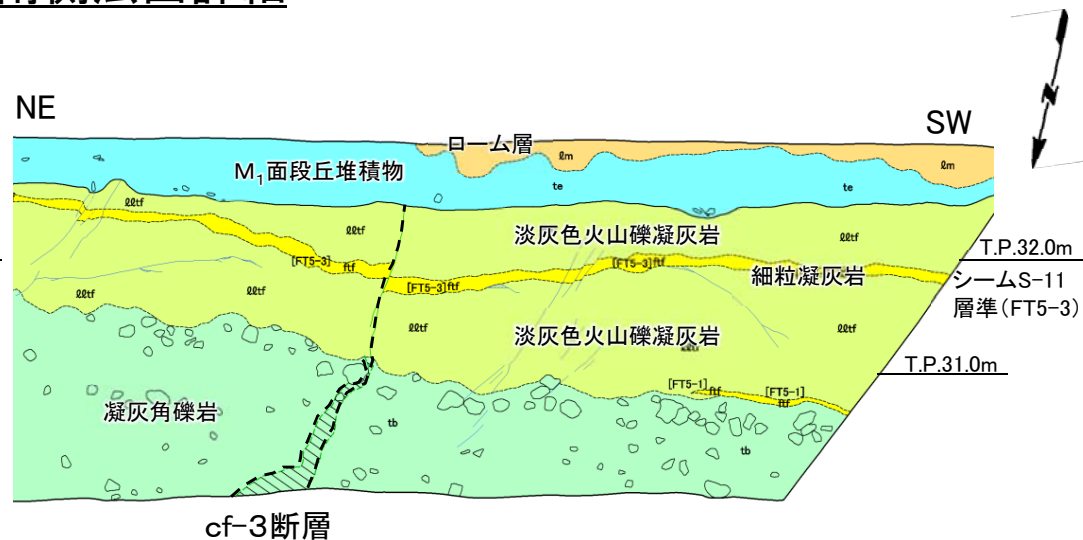 NE
SW
N
ローム層
lm
lm
M₁面段丘堆積物
te
te
ℓℓtf
ℓℓtf
淡灰色火山礫凝灰岩
ℓℓtf
T.P.32.0m
[FT5-3]
ftf
[FT5-3]ftf
[FT5-3]ftf
細粒凝灰岩
シームS-11
層準(FT5-3)
ℓℓtf
ℓℓtf
ℓℓtf
淡灰色火山礫凝灰岩
ℓℓtf
T.P.31.0m
[FT5-1]
ftf
[FT5-1]
ftf
凝灰角礫岩
tb
tb
cf-3断層